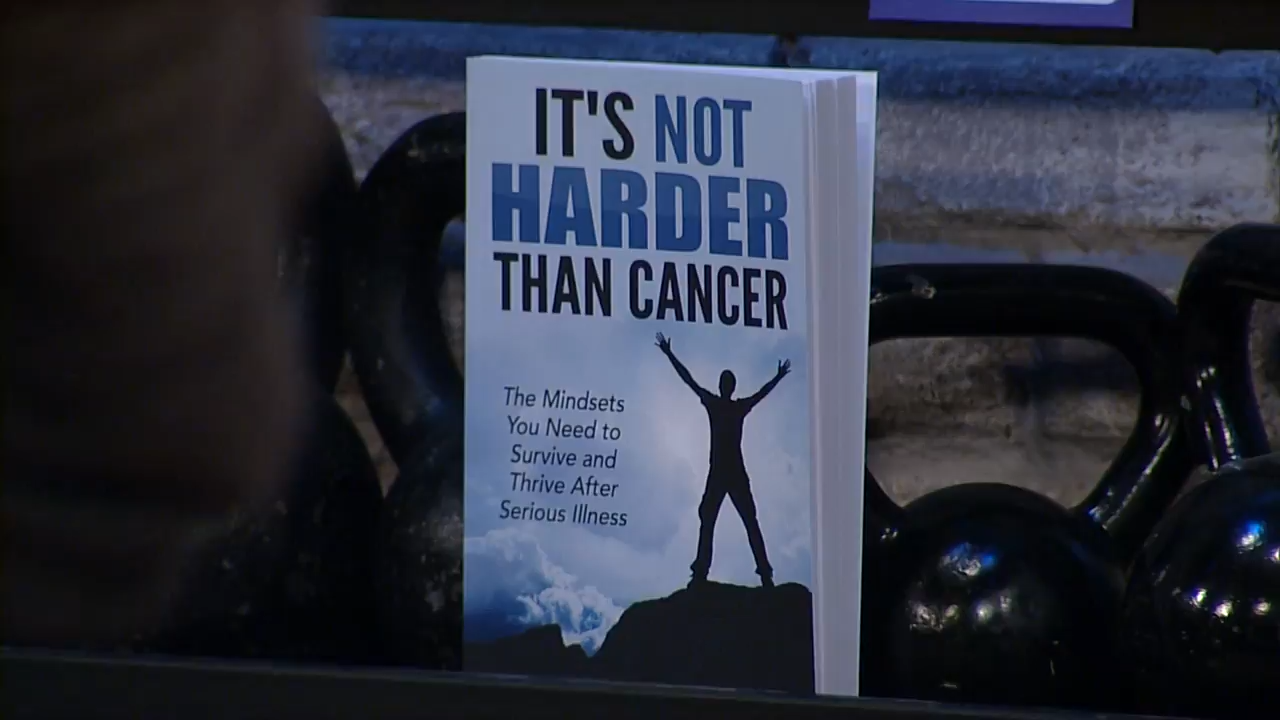 IT'S NOT
HARDER
THAN CANCER
The Mindsets
You Need to
Survive and
Thrive After
Serious Illness